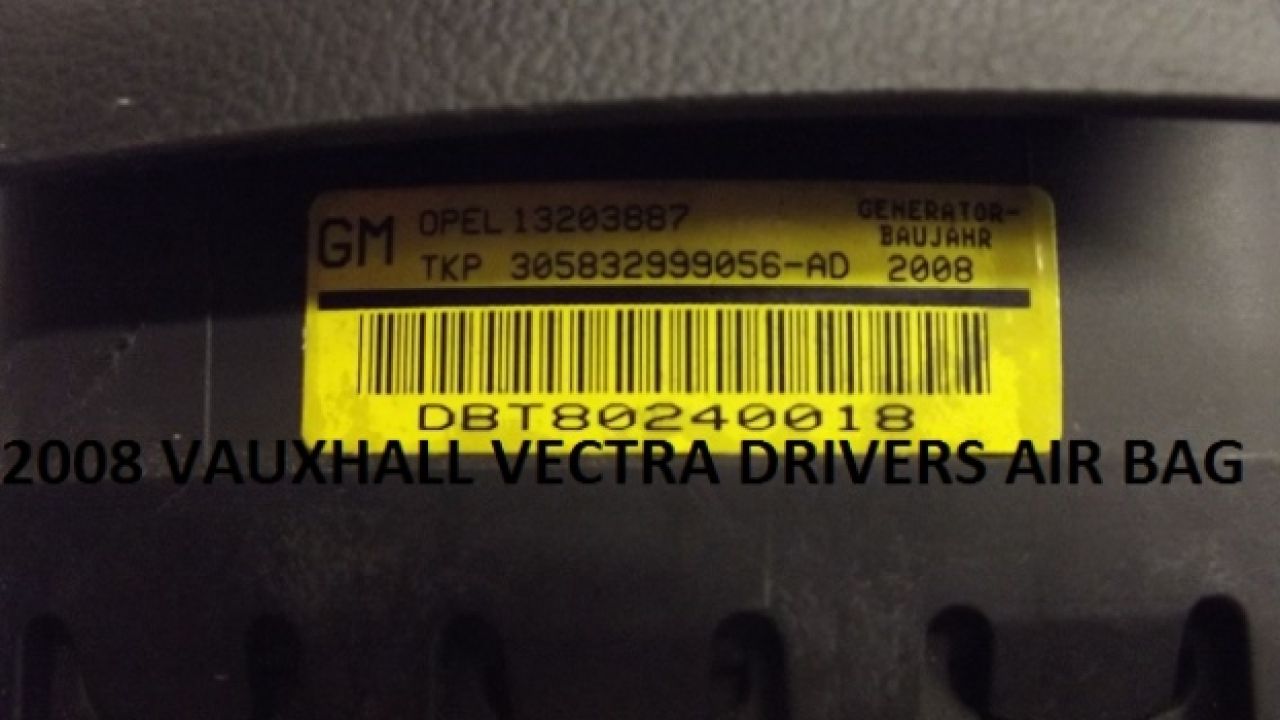 GM OPEL 13203887
TKP 305832999056-AD
GENERATOR-
BAUJAHR
2008
DBT80240018
2008 VAUXHALL VECTRA DRIVERS AIR BAG